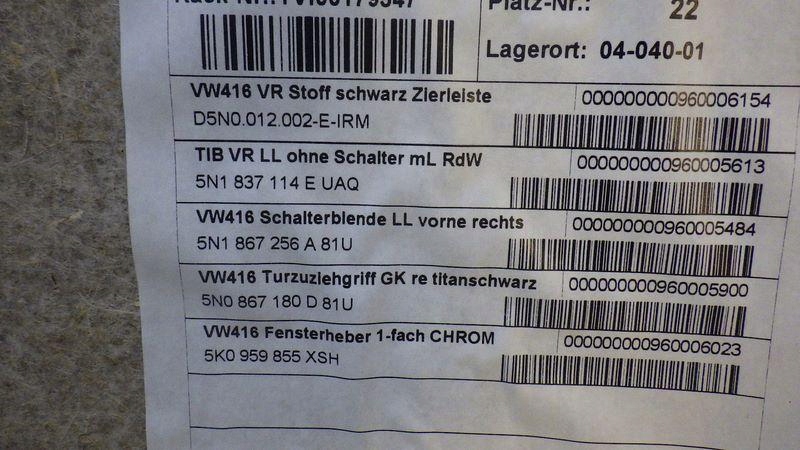 Platz-Nr.: 22
Lagerort: 04-040-01
VW416 VR Stoff schwarz Zierleiste 000000000960006154
D5N0.012.002-E-IRM
TIB VR LL ohne Schalter mL RdW 000000000960005613
5N1 837 114 E UAQ
VW416 Schalterblende LL vorne rechts 000000000960005484
5N1 867 256 A 81U
VW416 Turzuziehgriff GK re titanschwarz 000000000960005900
5N0 867 180 D 81U
VW416 Fensterheber 1-fach CHROM 000000000960006023
5K0 959 855 XSH